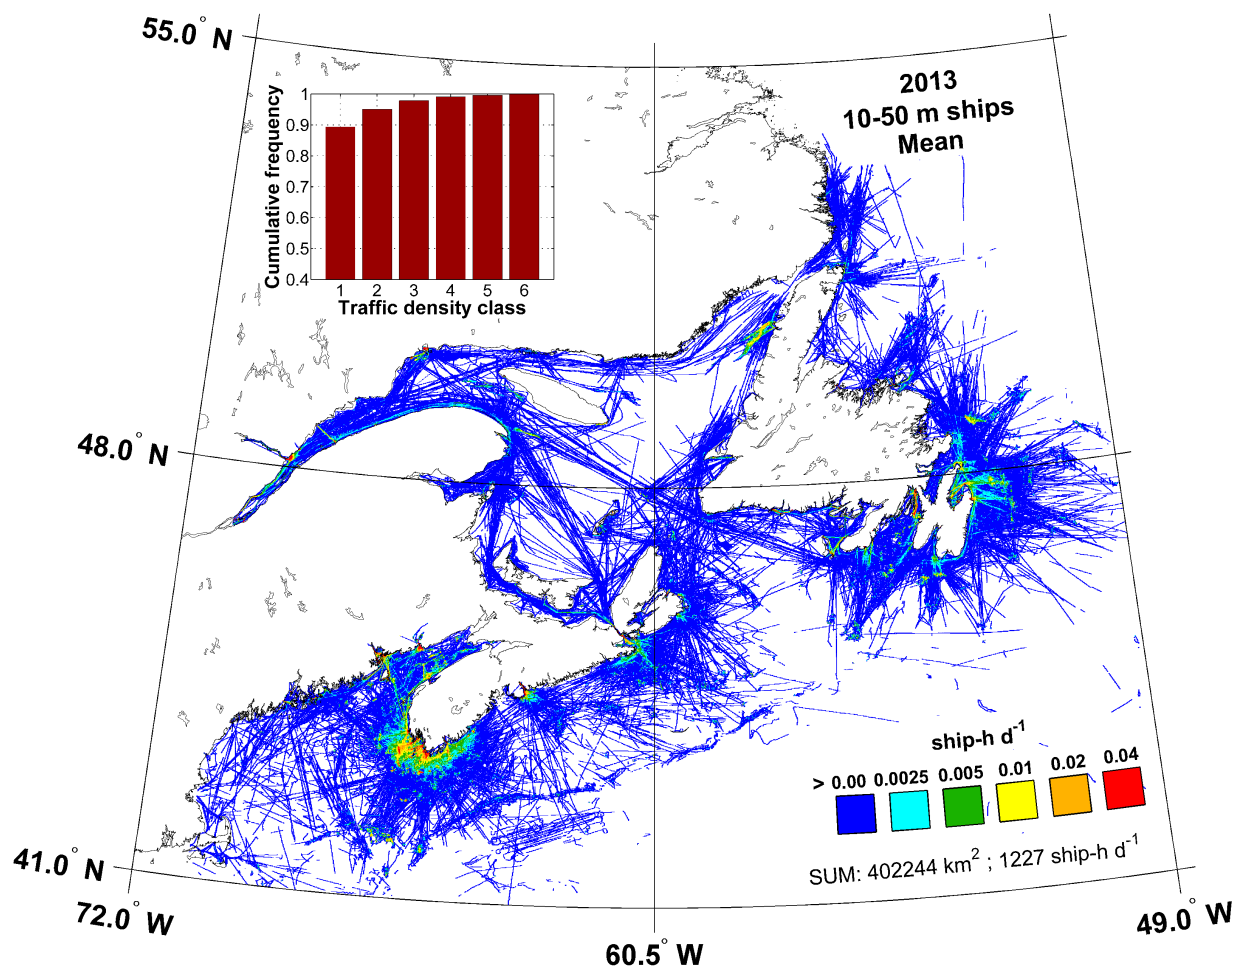 55.0° N
2013
10-50 m ships
Mean
Cumulative frequency
1
0.9
0.8
0.7
0.6
0.5
0.4
1 2 3 4 5 6
Traffic density class
48.0° N
ship-h d⁻¹
> 0.00 0.0025 0.005 0.01 0.02 0.04
SUM: 402244 km² ; 1227 ship-h d⁻¹
41.0° N
72.0° W
60.5° W
49.0° W